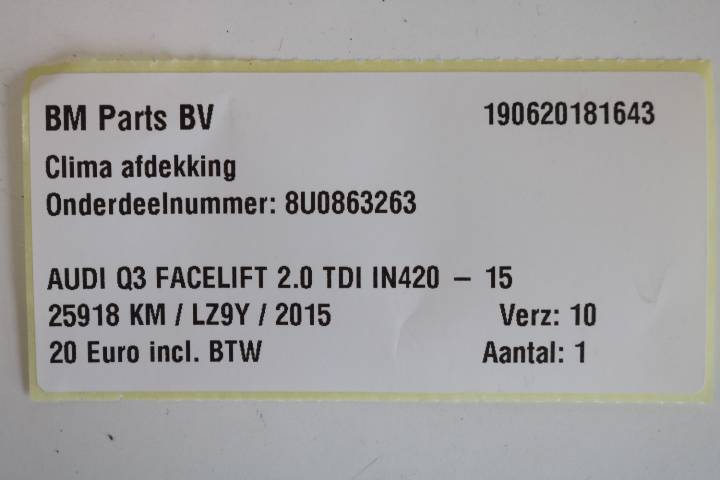 BM Parts BV 190620181643
Clima afdekking
Onderdeelnummer: 8U0863263
AUDI Q3 FACELIFT 2.0 TDI IN420 – 15
25918 KM / LZ9Y / 2015 Verz: 10
20 Euro incl. BTW Aantal: 1